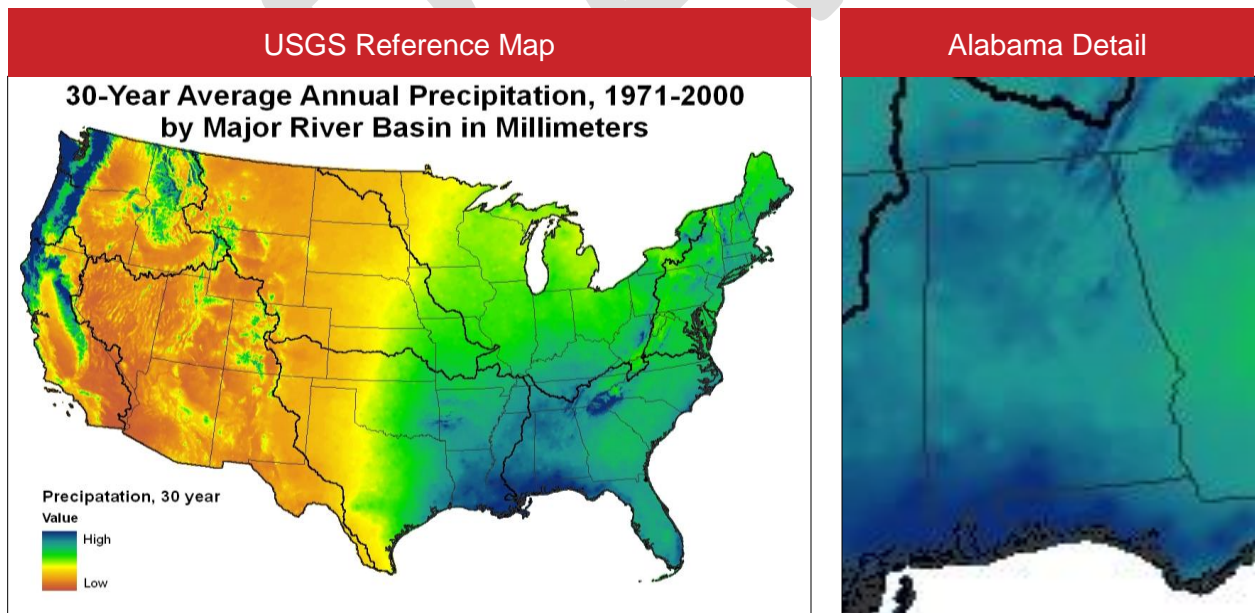 USGS Reference Map
Alabama Detail
30-Year Average Annual Precipitation, 1971-2000
by Major River Basin in Millimeters
Precipatation, 30 year
Value
High
Low